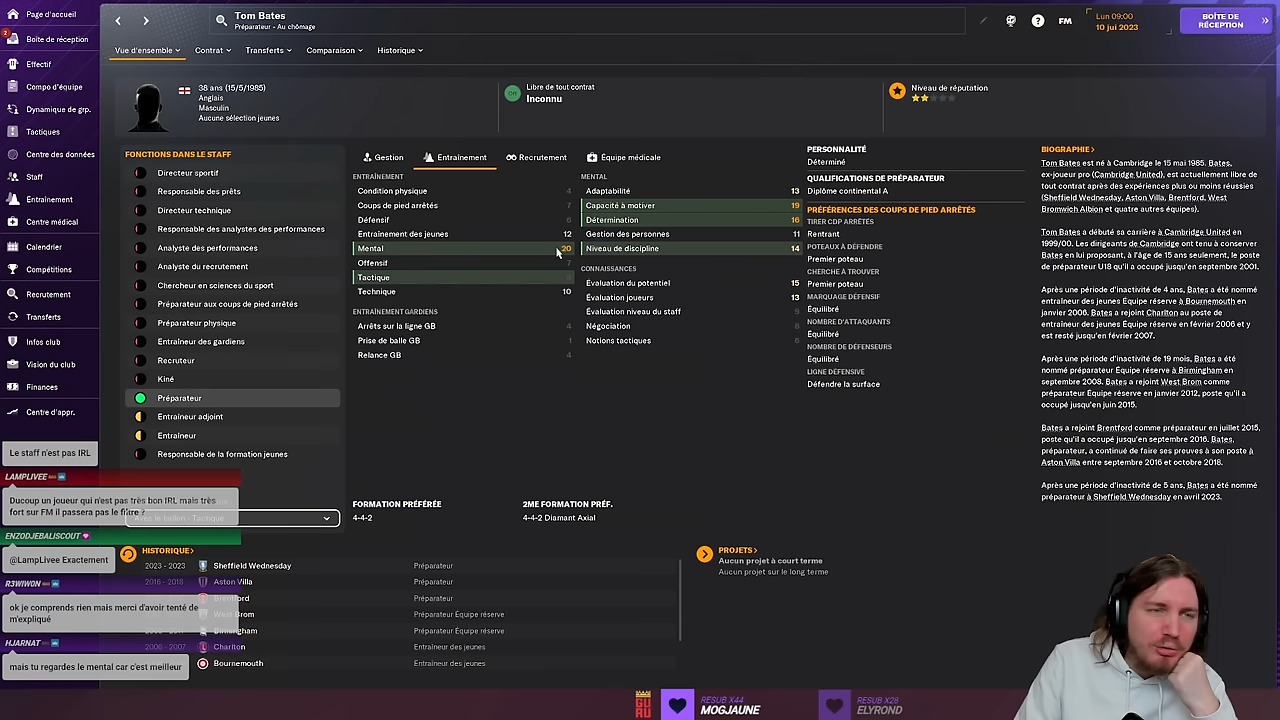 Page d'accueil
2
Boîte de réception
Effectif
Compo d'équipe
Dynamique de grp.
Tactiques
Centre des données
Staff
Entraînement
Centre médical
Calendrier
Compétitions
Recrutement
Transferts
Infos club
Vision du club
Finances
Centre d'appr.
Tom Bates
Préparateur - Au chômage
FM
Lun 09:00
10 jui 2023
BOÎTE DE
RÉCEPTION
Vue d'ensemble
Contrat
Transferts
Comparaison
Historique
38 ans (15/5/1985)
Anglais
Masculin
Aucune sélection jeunes
Libre de tout contrat
Inconnu
Niveau de réputation
FONCTIONS DANS LE STAFF
Directeur sportif
Responsable des prêts
Directeur technique
Responsable des analystes des performances
Analyste des performances
Analyste du recrutement
Chercheur en sciences du sport
Préparateur aux coups de pied arrêtés
Préparateur physique
Entraîneur des gardiens
Recruteur
Kiné
Préparateur
Entraîneur adjoint
Entraîneur
Responsable de la formation jeunes
Gestion
Entraînement
Recrutement
Équipe médicale
ENTRAÎNEMENT
Condition physique 4
Coups de pied arrêtés 7
Défensif 6
Entraînement des jeunes 12
Mental 20
Offensif 7
Tactique
Technique 10
ENTRAÎNEMENT GARDIENS
Arrêts sur la ligne GB 4
Prise de balle GB 1
Relance GB 4
MENTAL
Adaptabilité 13
Capacité à motiver 19
Détermination 16
Gestion des personnes 11
Niveau de discipline 14
CONNAISSANCES
Évaluation du potentiel 15
Évaluation joueurs 13
Évaluation niveau du staff 9
Négociation 8
Notions tactiques 6
PERSONNALITÉ
Déterminé
QUALIFICATIONS DE PRÉPARATEUR
Diplôme continental A
PRÉFÉRENCES DES COUPS DE PIED ARRÊTÉS
TIRER CDP ARRÊTÉS
Rentrant
POTEAUX À DÉFENDRE
Premier poteau
CHERCHE À TROUVER
Premier poteau
MARQUAGE DÉFENSIF
Équilibré
NOMBRE D'ATTAQUANTS
Équilibré
NOMBRE DE DÉFENSEURS
Équilibré
LIGNE DÉFENSIVE
Défendre la surface
BIOGRAPHIE >
Tom Bates est né à Cambridge le 15 mai 1985. Bates,
ex-joueur pro (Cambridge United), est actuellement libre de
tout contrat après des expériences plus ou moins réussies
(Sheffield Wednesday, Aston Villa, Brentford, West
Bromwich Albion et quatre autres équipes).
Tom Bates a débuté sa carrière à Cambridge United en
1999/00. Les dirigeants de Cambridge ont tenu à conserver
Bates en lui proposant, à l'âge de 15 ans seulement, le poste
de préparateur U18 qu'il a occupé jusqu'en septembre 2001.
Après une période d'inactivité de 4 ans, Bates a été nommé
entraîneur des jeunes Équipe réserve à Bournemouth en
janvier 2006. Bates a rejoint Charlton au poste de
entraîneur des jeunes Équipe réserve en février 2006 et y
est resté jusqu'en février 2007.
Après une période d'inactivité de 19 mois, Bates a été
nommé préparateur Équipe réserve à Birmingham en
septembre 2008. Bates a rejoint West Brom comme
préparateur Équipe réserve en janvier 2012, poste qu'il a
occupé jusqu'en juin 2015.
Bates a rejoint Brentford comme préparateur en juillet 2015,
poste qu'il a occupé jusqu'en septembre 2016. Bates,
préparateur, a continué de faire ses preuves à son poste à
Aston Villa entre septembre 2016 et octobre 2018.
Après une période d'inactivité de 5 ans, Bates a été nommé
préparateur à Sheffield Wednesday en avril 2023.
Le staff n'est pas IRL
LAMPLIVEE
Ducoup un joueur qui n'est pas très bon IRL mais très
fort sur FM il passera pas le filtre ?
ENZODJEBALISCOUT
@LampLivee Exactement
R3WIWON
ok je comprends rien mais merci d'avoir tenté de
m'expliqué
HJARNAT
mais tu regardes le mental car c'est meilleur
FORMATION PRÉFÉRÉE
4-4-2
2ME FORMATION PRÉF.
4-4-2 Diamant Axial
HISTORIQUE >
2023 - 2023 Sheffield Wednesday Préparateur
2016 - 2018 Aston Villa Préparateur
Brentford Préparateur
West Brom Préparateur Équipe réserve
Birmingham Préparateur Équipe réserve
2006 - 2007 Charlton Entraîneur des jeunes
Bournemouth Entraîneur des jeunes
PROJETS >
Aucun projet à court terme
Aucun projet sur le long terme
GURU
RESUB X44
MOGJAUNE
RESUB X28
ELYROND